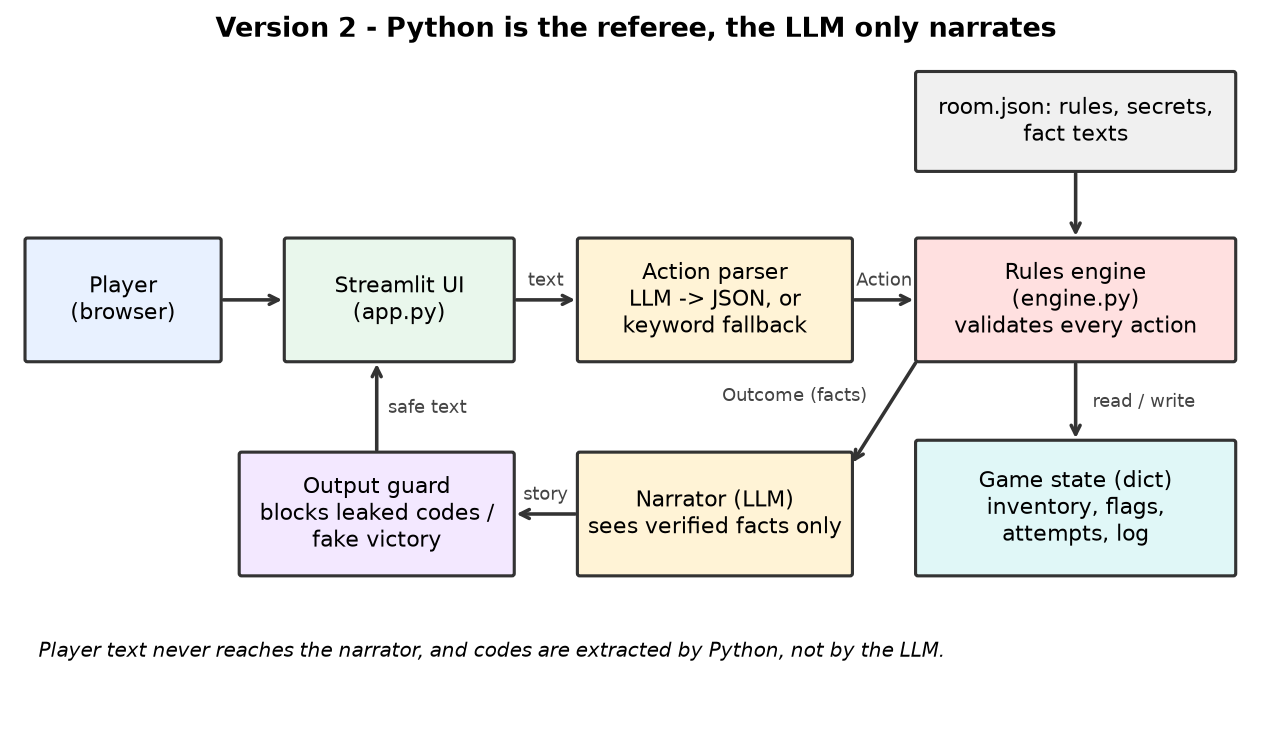 Version 2 - Python is the referee, the LLM only narrates
room.json: rules, secrets,
fact texts
Player
(browser)
Streamlit UI
(app.py)
text
Action parser
LLM -> JSON, or
keyword fallback
Action
Rules engine
(engine.py)
validates every action
safe text
Outcome (facts)
read / write
Output guard
blocks leaked codes /
fake victory
story
Narrator (LLM)
sees verified facts only
Game state (dict)
inventory, flags,
attempts, log
Player text never reaches the narrator, and codes are extracted by Python, not by the LLM.